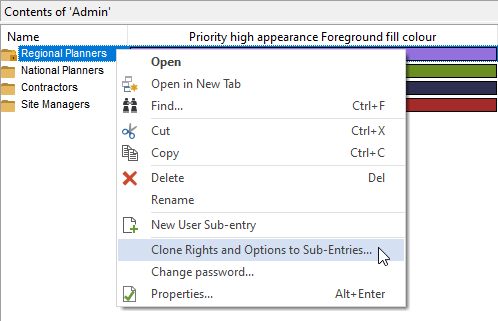 Contents of 'Admin'
Name Priority high appearance Foreground fill colour
Regional Planners
National Planners
Contractors
Site Managers
Open
Open in New Tab
Find... Ctrl+F
Cut Ctrl+X
Copy Ctrl+C
Delete Del
Rename
New User Sub-entry
Clone Rights and Options to Sub-Entries...
Change password...
Properties... Alt+Enter